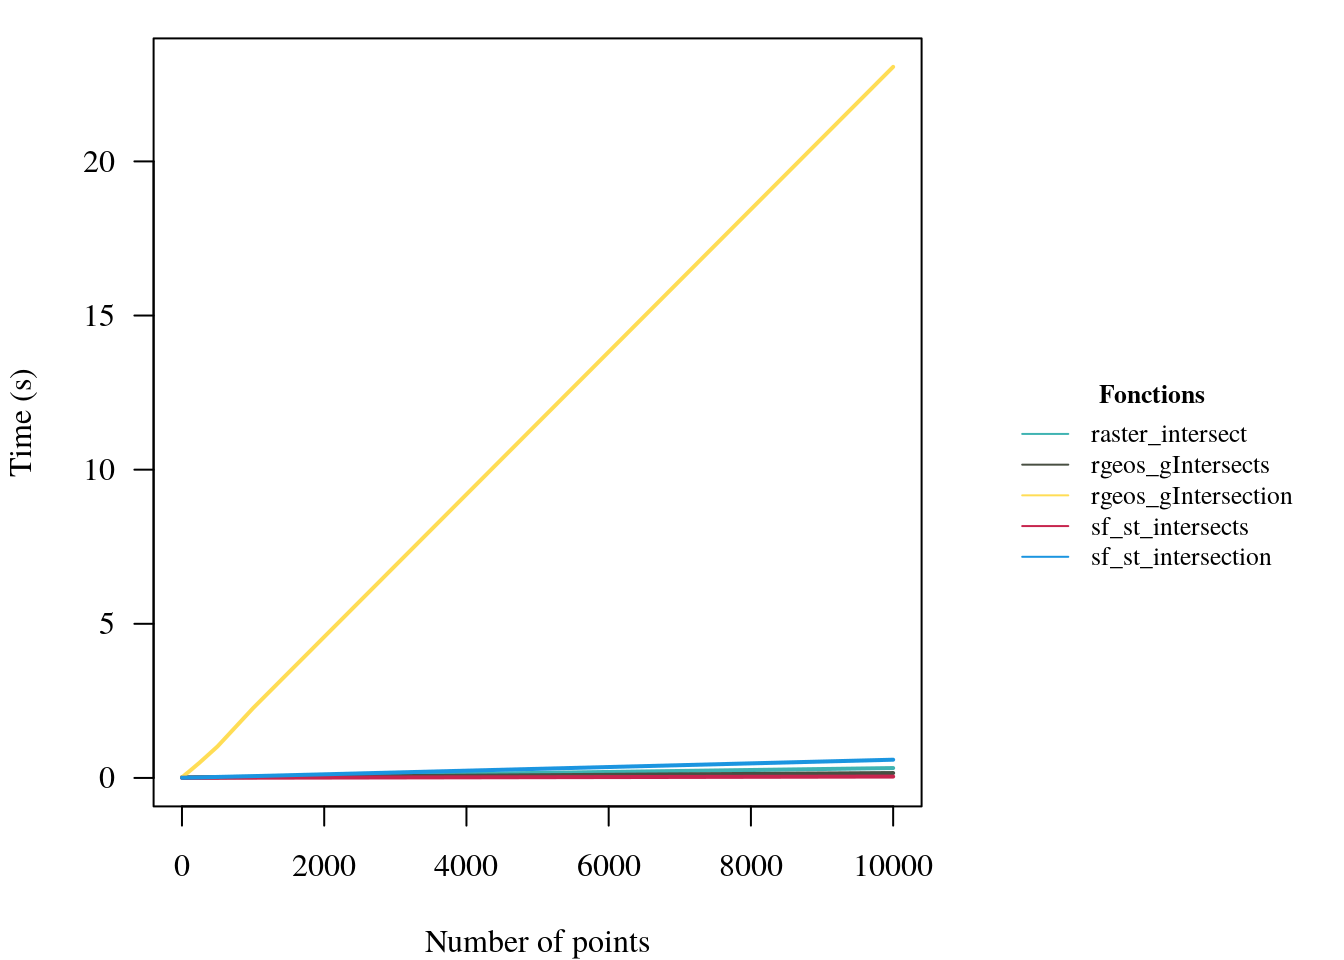 20
15
10
5
0
Time (s)
0 2000 4000 6000 8000 10000
Number of points
Fonctions
raster_intersect
rgeos_gIntersects
rgeos_gIntersection
sf_st_intersects
sf_st_intersection